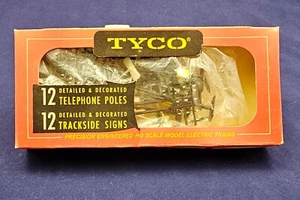 TYCO®
12 DETAILED & DECORATED
TELEPHONE POLES
12 DETAILED & DECORATED
TRACKSIDE SIGNS
PRECISION ENGINEERED HO SCALE MODEL ELECTRIC TRAINS